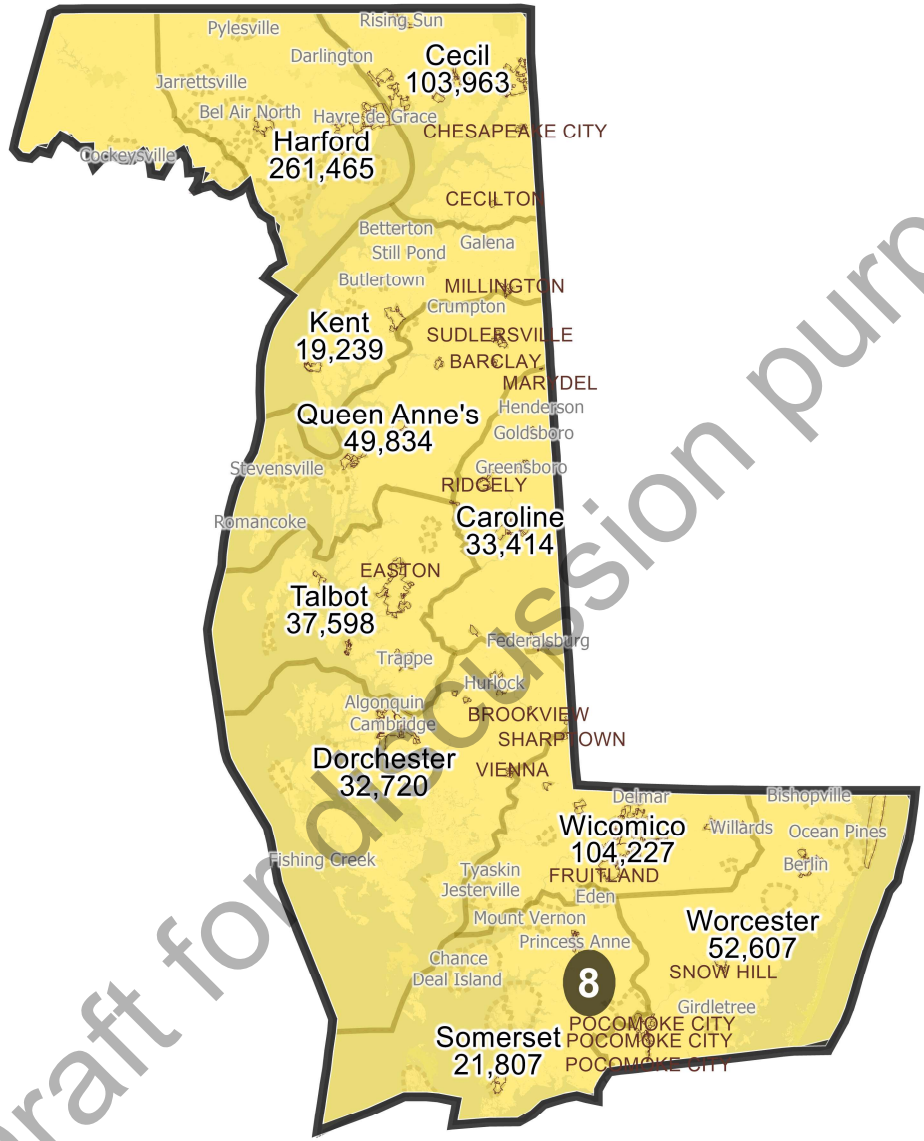 Rising Sun
Pylesville
Cecil
103,963
Darlington
Jarrettsville
Bel Air North
Havre de Grace
CHESAPEAKE CITY
Harford
261,465
Cockeysville
CECILTON
Betterton
Galena
Still Pond
Butlertown
MILLINGTON
Crumpton
Kent
19,239
SUDLERSVILLE
BARCLAY
MARYDEL
Henderson
Queen Anne's
49,834
Goldsboro
Stevensville
Greensboro
RIDGELY
Romancoke
Caroline
33,414
EASTON
Talbot
37,598
Federalsburg
Trappe
Hurlock
Algonquin
Cambridge
BROOKVIEW
SHARPTOWN
Dorchester
32,720
VIENNA
Delmar
Bishopville
Wicomico
104,227
Willards
Ocean Pines
Fishing Creek
Berlin
Tyaskin
FRUITLAND
Jesterville
Eden
Mount Vernon
Worcester
52,607
Princess Anne
Chance
Deal Island
SNOW HILL
8
Girdletree
Somerset
21,807
POCOMOKE CITY
POCOMOKE CITY
POCOMOKE CITY
draft for discussion purp